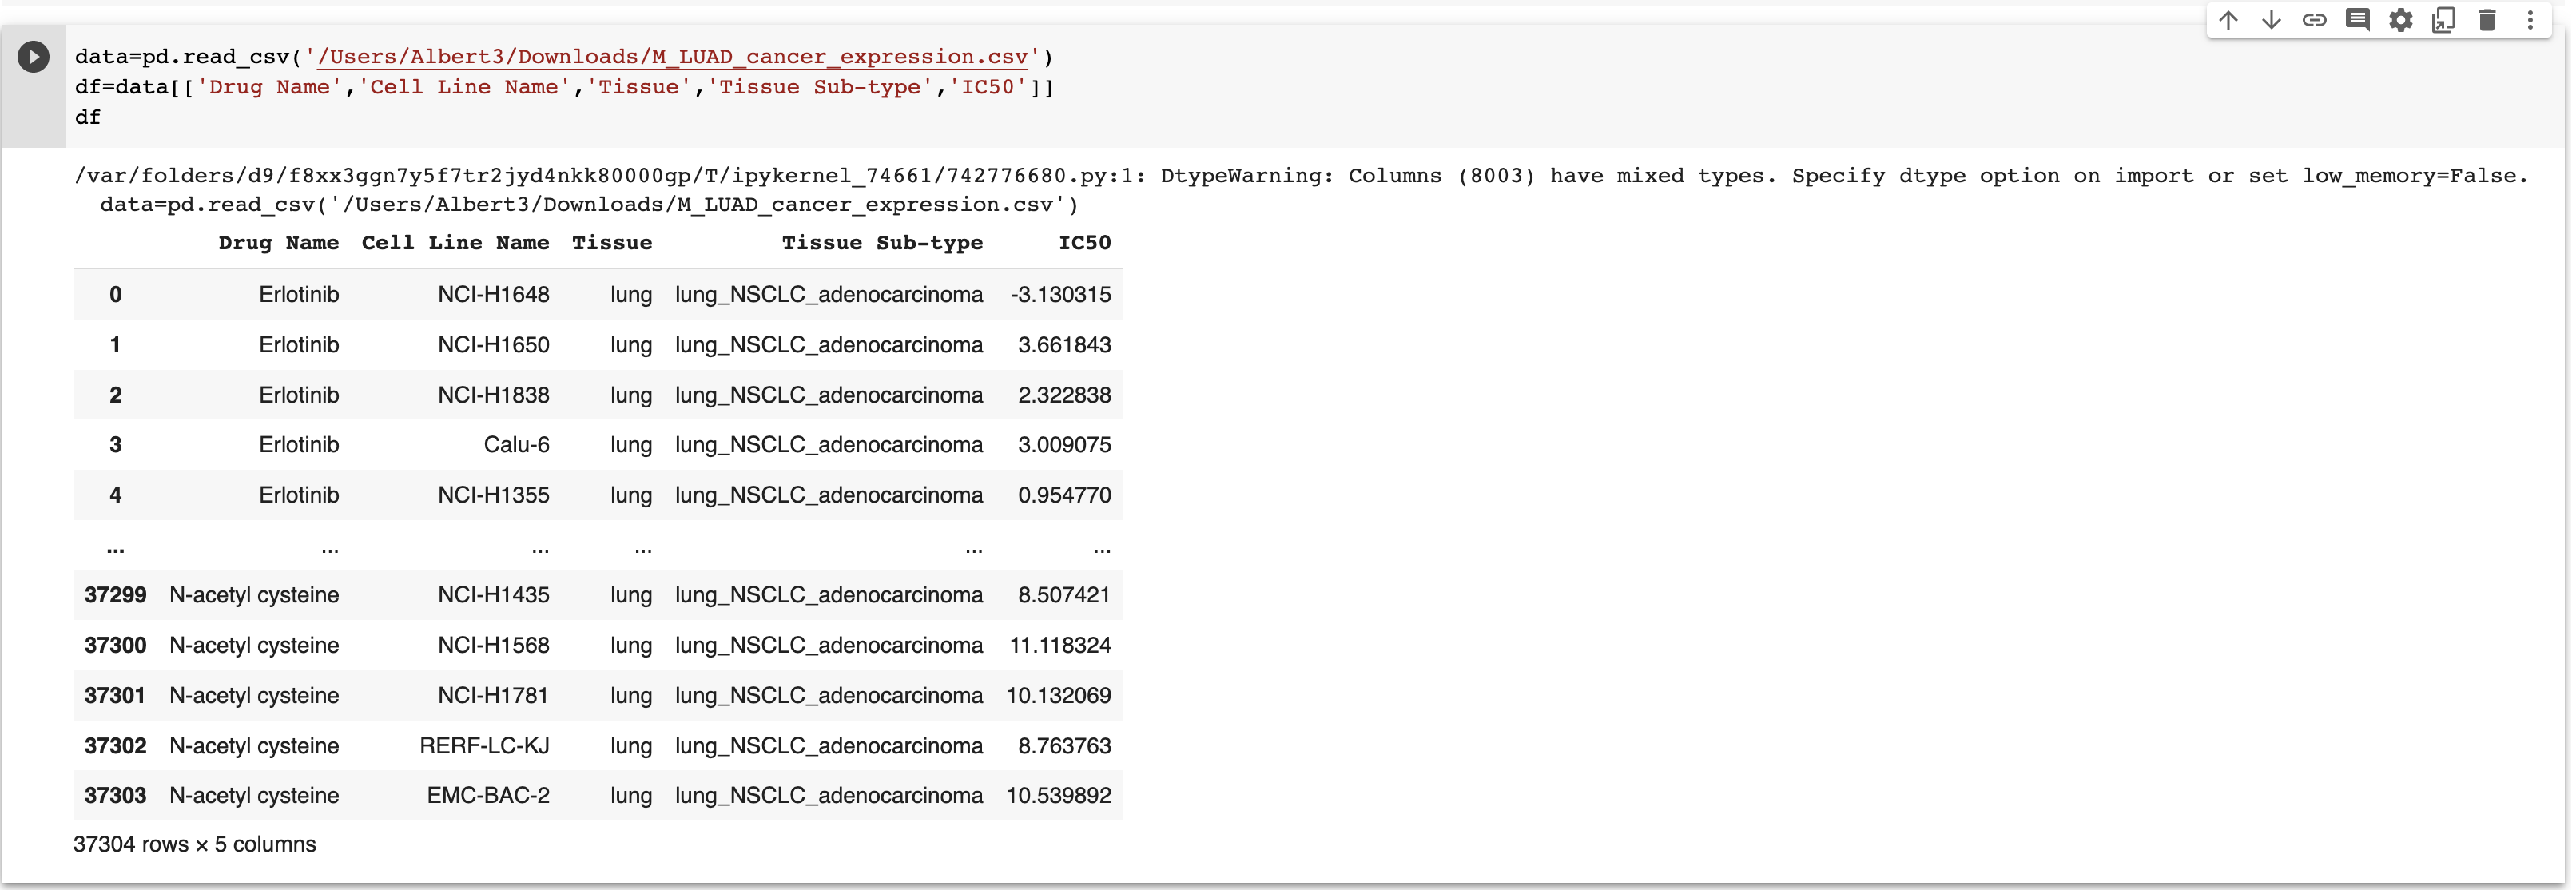 data=pd.read_csv('/Users/Albert3/Downloads/M_LUAD_cancer_expression.csv')
df=data[['Drug Name','Cell Line Name','Tissue','Tissue Sub-type','IC50']]
df
/var/folders/d9/f8xx3ggn7y5f7tr2jyd4nkk80000gp/T/ipykernel_74661/742776680.py:1: DtypeWarning: Columns (8003) have mixed types. Specify dtype option on import or set low_memory=False.
data=pd.read_csv('/Users/Albert3/Downloads/M_LUAD_cancer_expression.csv')
Drug Name Cell Line Name Tissue Tissue Sub-type IC50
0 Erlotinib NCI-H1648 lung lung_NSCLC_adenocarcinoma -3.130315
1 Erlotinib NCI-H1650 lung lung_NSCLC_adenocarcinoma 3.661843
2 Erlotinib NCI-H1838 lung lung_NSCLC_adenocarcinoma 2.322838
3 Erlotinib Calu-6 lung lung_NSCLC_adenocarcinoma 3.009075
4 Erlotinib NCI-H1355 lung lung_NSCLC_adenocarcinoma 0.954770
... ... ... ... ... ...
37299 N-acetyl cysteine NCI-H1435 lung lung_NSCLC_adenocarcinoma 8.507421
37300 N-acetyl cysteine NCI-H1568 lung lung_NSCLC_adenocarcinoma 11.118324
37301 N-acetyl cysteine NCI-H1781 lung lung_NSCLC_adenocarcinoma 10.132069
37302 N-acetyl cysteine RERF-LC-KJ lung lung_NSCLC_adenocarcinoma 8.763763
37303 N-acetyl cysteine EMC-BAC-2 lung lung_NSCLC_adenocarcinoma 10.539892
37304 rows × 5 columns